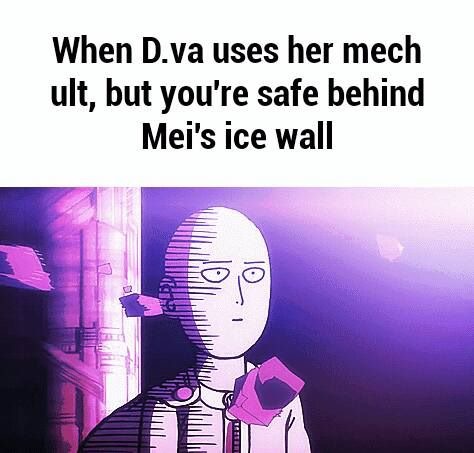 When D.va uses her mech
ult, but you're safe behind
Mei's ice wall